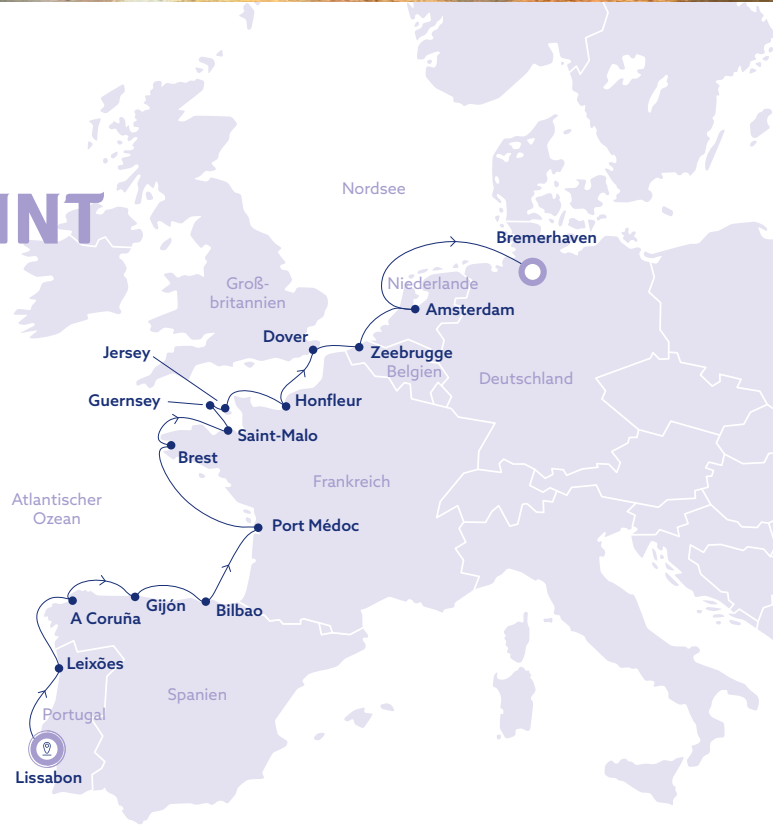 Nordsee
INT
Bremerhaven
Groß-
britannien
Niederlande
Amsterdam
Dover
Jersey
Zeebrugge
Belgien
Deutschland
Guernsey
Honfleur
Saint-Malo
Brest
Frankreich
Atlantischer
Ozean
Port Médoc
Gijón
Bilbao
A Coruña
Leixões
Spanien
Portugal
Lissabon